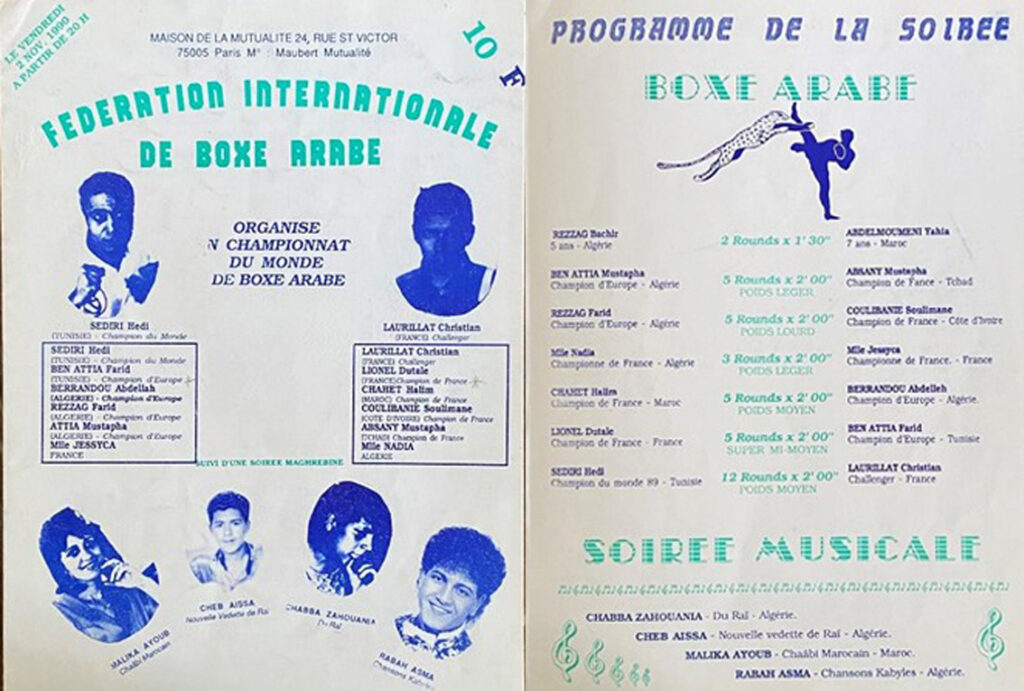 LE VENDREDI
2 NOV, 1990
A PARTIR DE 20 H
MAISON DE LA MUTUALITE 24, RUE ST VICTOR
75005 Paris M° : Maubert Mutualité
10 F
FEDERATION INTERNATIONALE
DE BOXE ARABE
ORGANISE
N CHAMPIONNAT
DU MONDE
DE BOXE ARABE
SEDIRI Hedi
(TUNISIE) - Champion du Monde
LAURILLAT Christian
(FRANCE) Challenger
SEDIRI Hedi
(TUNISIE) - Champion du Monde
BEN ATTIA Farid
(TUNISIE) - Champion d'Europe
BERRANDOU Abdellah
(ALGERIE) - Champion d'Europe
REZZAG Farid
(ALGERIE) - Champion d'Europe
ATTIA Mustapha
(ALGERIE) - Champion d'Europe
Mlle JESSYCA
FRANCE
LAURILLAT Christian
(FRANCE) Challenger
LIONEL Dutale
(FRANCE) Champion de France
CHAHET Halim
(MAROC) Champion de France
COULIBANIE Soulimane
(COTE D'IVOIRE) Champion de France
ABSANY Mustapha
(TCHAD) Champion de France
Mlle NADIA
ALGERIE
SUIVI D'UNE SOIREE MAGHREBINE
MALIKA AYOUB
Chaâbi Marocain
CHEB AISSA
Nouvelle Vedette de Raï
CHABBA ZAHOUANIA
Du Raï
RABAH ASMA
Chansons Kabyles
PROGRAMME DE LA SOIREE
BOXE ARABE
REZZAG Bachir
5 ans - Algérie
2 Rounds x 1' 30"
ABDELMOUMENI Yahia
7 ans - Maroc
BEN ATTIA Mustapha
Champion d'Europe - Algérie
5 Rounds x 2' 00"
POIDS LEGER
ABSANY Mustapha
Champion de Fance - Tchad
REZZAG Farid
Champion d'Europe - Algérie
5 Rounds x 2' 00"
POIDS LOURD
COULIBANIE Soulimane
Champion de France - Côte d'Ivoire
Mlle Nadia
Championne de France - Algérie
3 Rounds x 2' 00"
POIDS LEGER
Mlle Jessyca
Championne de France. - France
CHAHET Halim
Champion de France - Maroc
5 Rounds x 2' 00"
POIDS MOYEN
BERRANDOU Abdelleh
Champion d'Europe - Algérie.
LIONEL Dutale
Champion de France - France
5 Rounds x 2' 00"
SUPER MI-MOYEN
BEN ATTIA Farid
Champion d'Europe - Tunisie
SEDIRI Hedi
Champion du monde 89 - Tunisie
12 Rounds x 2' 00"
POIDS MOYEN
LAURILLAT Christian
Challenger - France
SOIREE MUSICALE
CHABBA ZAHOUANIA - Du Raï - Algérie.
CHEB AISSA - Nouvelle vedette de Raï - Algérie.
MALIKA AYOUB - Chaâbi Marocain - Maroc.
RABAH ASMA - Chansons Kabyles - Algérie.